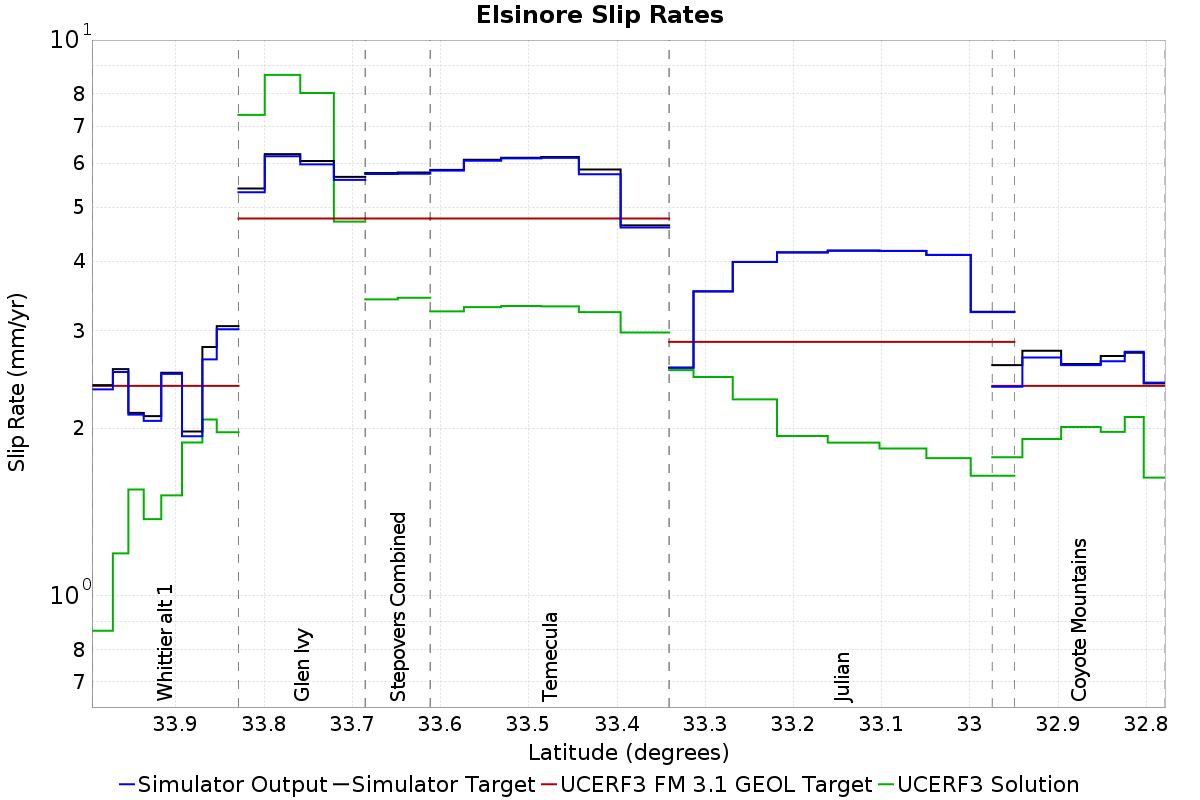 Elsinore Slip Rates
Slip Rate (mm/yr)
10^1
8
7
6
5
4
3
2
10^0
8
7
Whittier alt 1
Glen Ivy
Stepovers Combined
Temecula
Julian
Coyote Mountains
33.9 33.8 33.7 33.6 33.5 33.4 33.3 33.2 33.1 33 32.9 32.8
Latitude (degrees)
Simulator Output Simulator Target UCERF3 FM 3.1 GEOL Target UCERF3 Solution